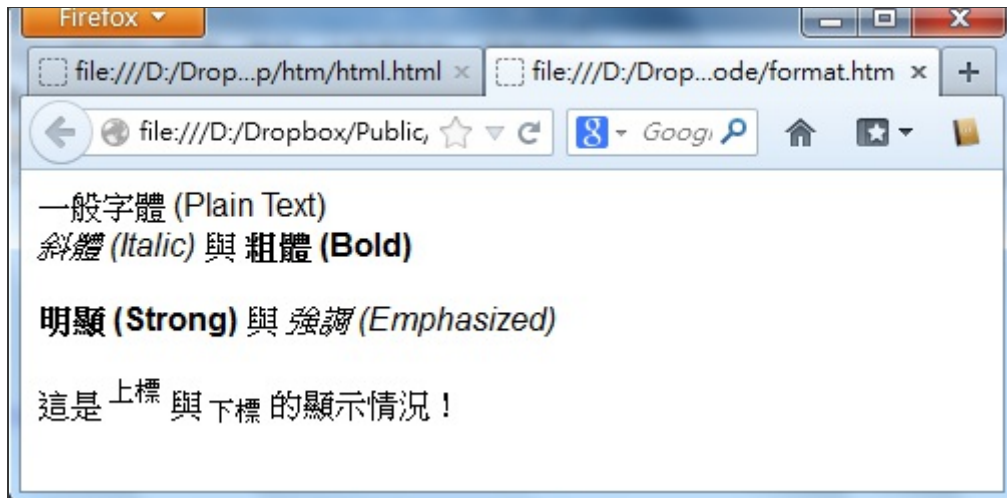 Firefox
file:///D:/Drop...p/htm/html.html
file:///D:/Drop...ode/format.htm
file:///D:/Dropbox/Public,
8
Googl
一般字體 (Plain Text)
斜體 (Italic) 與 粗體 (Bold)
明顯 (Strong) 與 強調 (Emphasized)
這是 上標 與 下標 的顯示情況！